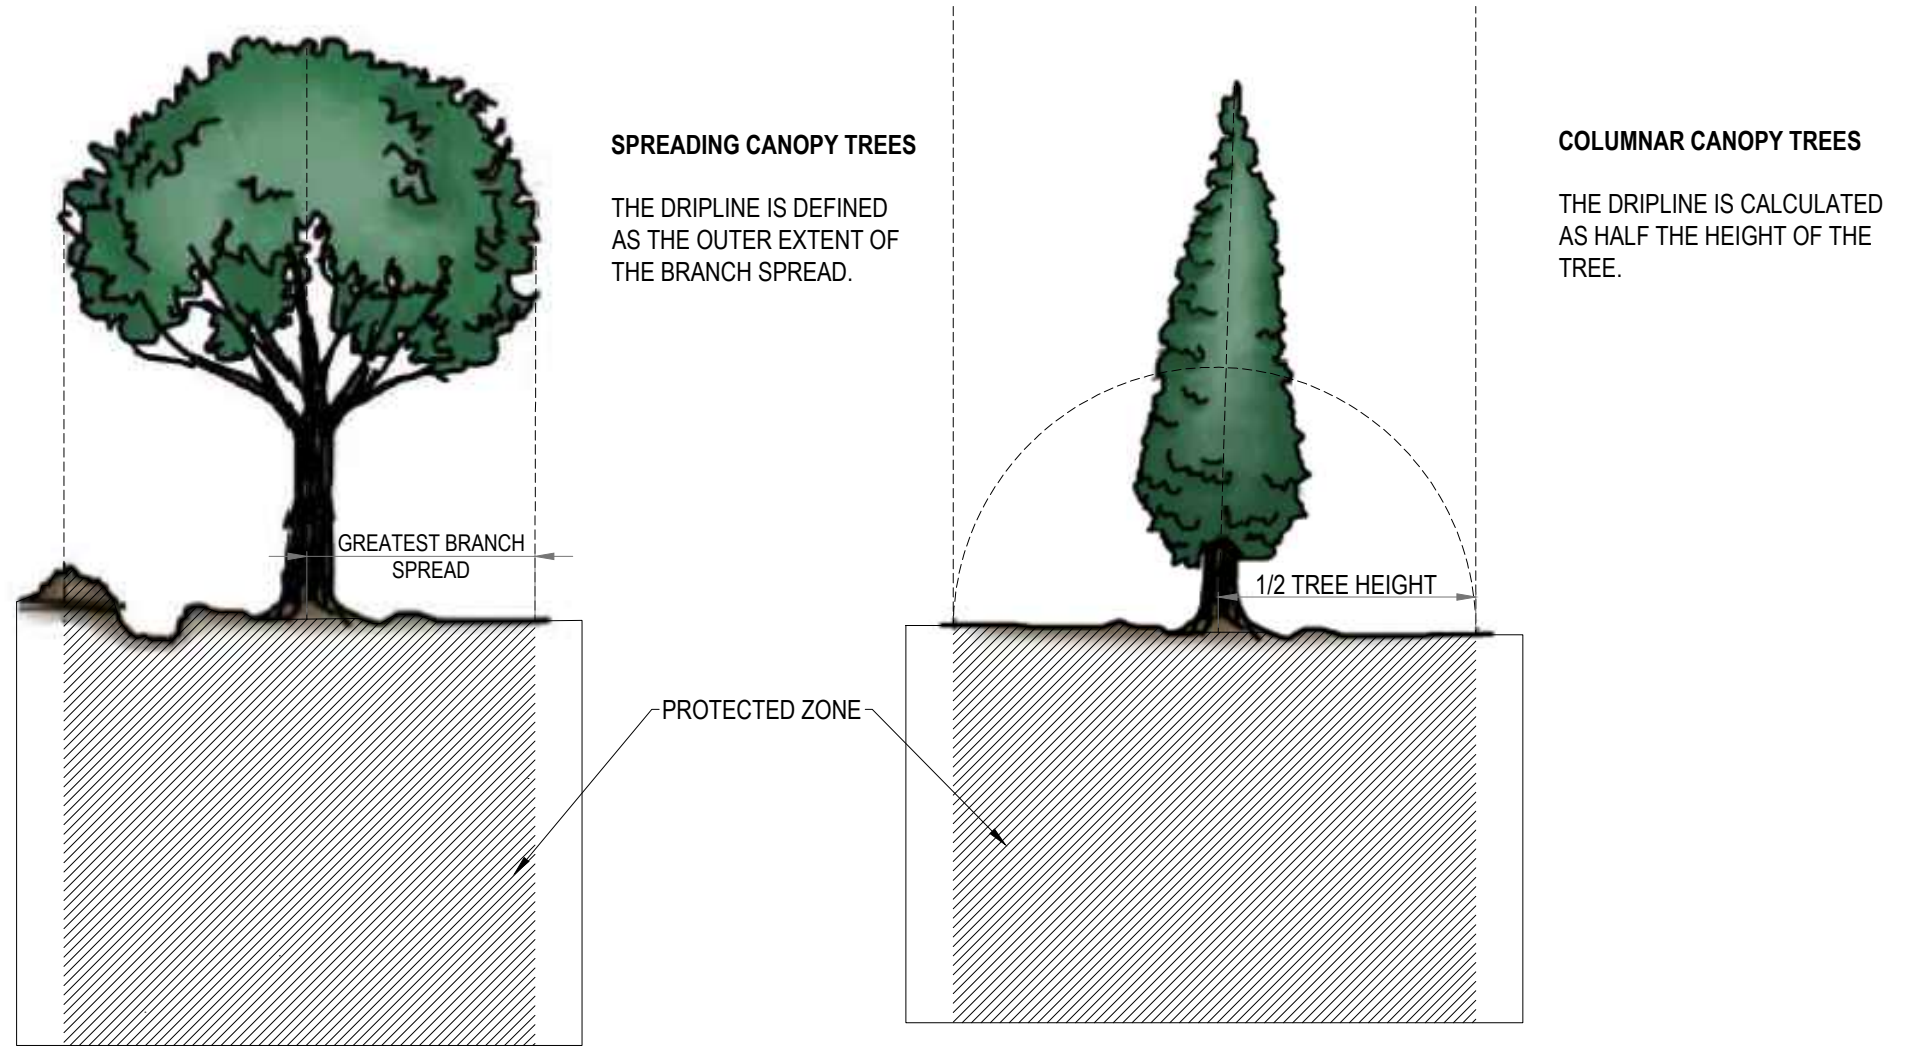 SPREADING CANOPY TREES
THE DRIPLINE IS DEFINED
AS THE OUTER EXTENT OF
THE BRANCH SPREAD.
GREATEST BRANCH
SPREAD
COLUMNAR CANOPY TREES
THE DRIPLINE IS CALCULATED
AS HALF THE HEIGHT OF THE
TREE.
1/2 TREE HEIGHT
PROTECTED ZONE